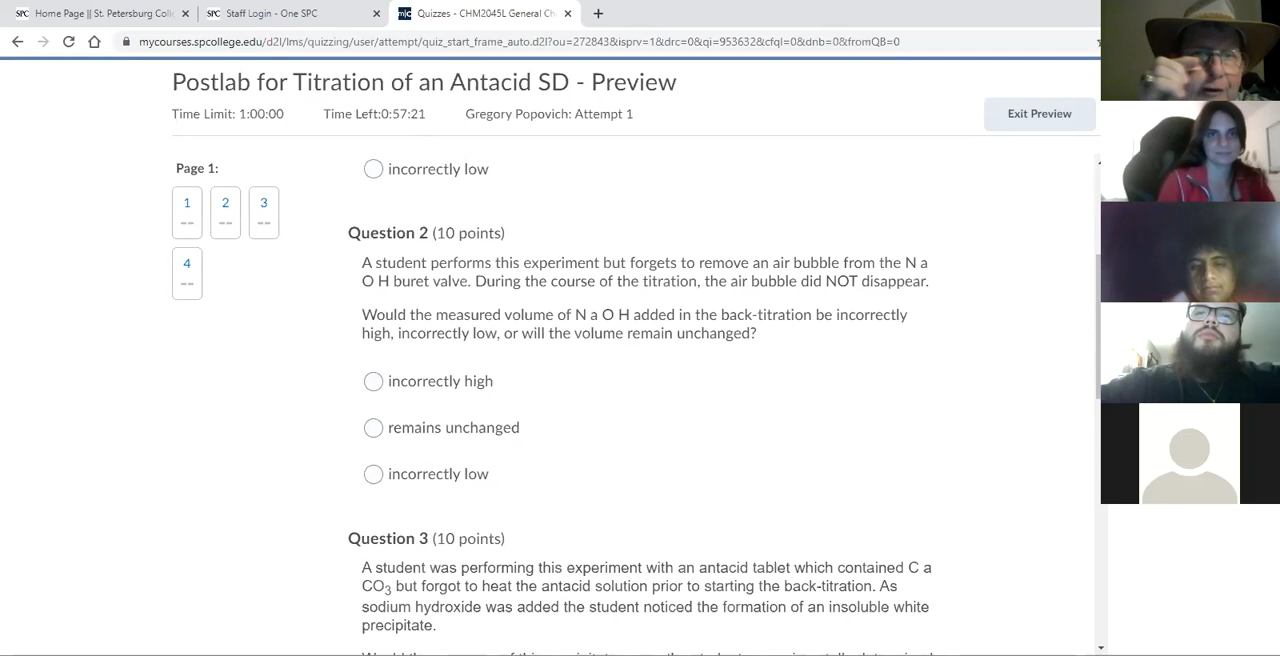 Home Page || St. Petersburg Coll
Staff Login - One SPC
Quizzes - CHM2045L General Ch
mycourses.spcollege.edu/d2l/lms/quizzing/user/attempt/quiz_start_frame_auto.d2l?ou=272843&isprv=1&drc=0&qi=953632&cfql=0&dnb=0&fromQB=0
Postlab for Titration of an Antacid SD - Preview
Time Limit: 1:00:00 Time Left:0:57:21 Gregory Popovich: Attempt 1
Exit Preview
Page 1:
1 2 3
-- -- --
4
--
incorrectly low
Question 2 (10 points)
A student performs this experiment but forgets to remove an air bubble from the N a
O H buret valve. During the course of the titration, the air bubble did NOT disappear.
Would the measured volume of N a O H added in the back-titration be incorrectly
high, incorrectly low, or will the volume remain unchanged?
incorrectly high
remains unchanged
incorrectly low
Question 3 (10 points)
A student was performing this experiment with an antacid tablet which contained C a
CO3 but forgot to heat the antacid solution prior to starting the back-titration. As
sodium hydroxide was added the student noticed the formation of an insoluble white
precipitate.